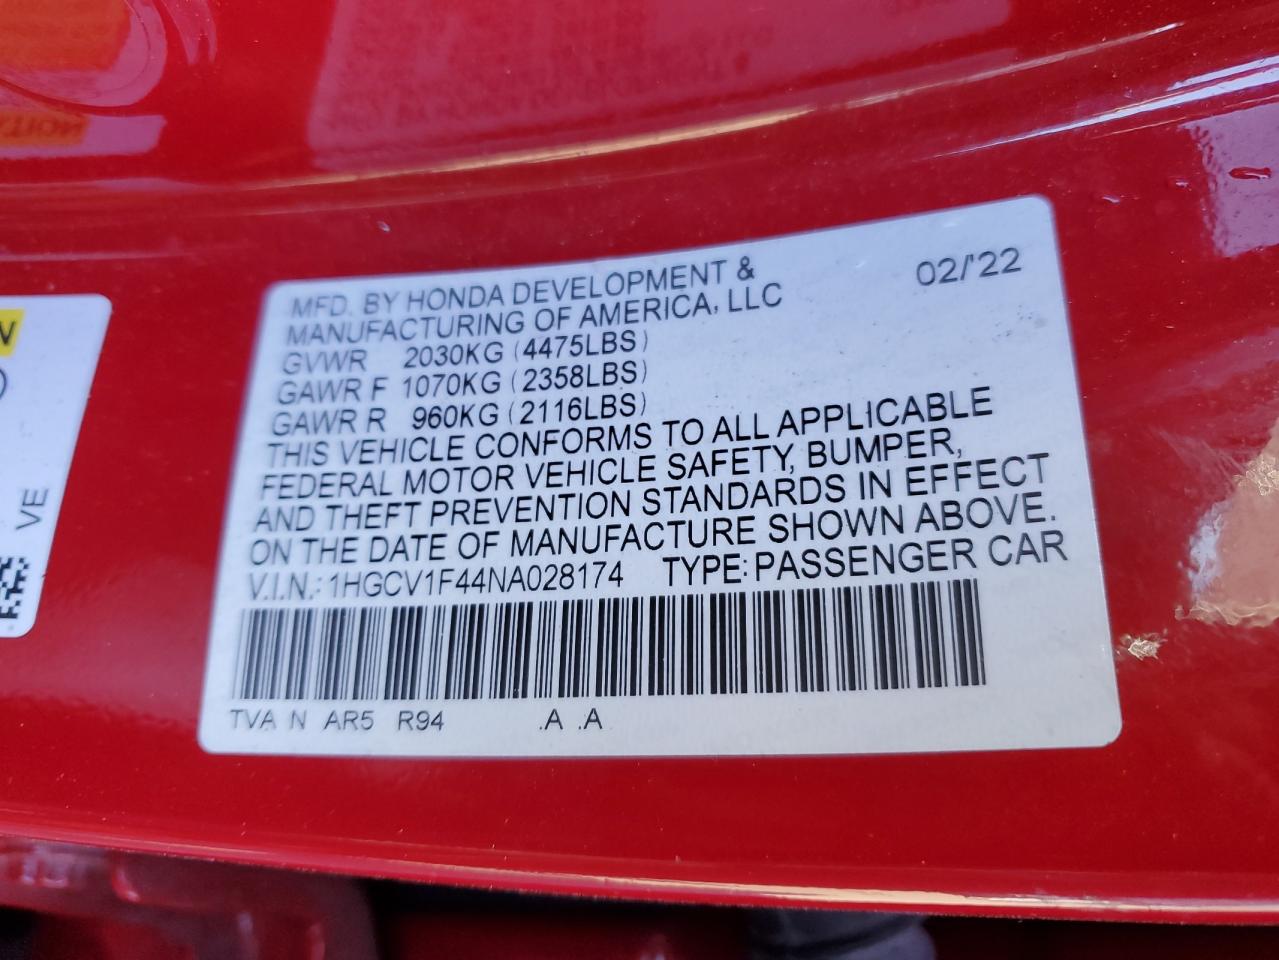 MFD. BY HONDA DEVELOPMENT & 02/'22
MANUFACTURING OF AMERICA, LLC
GVWR 2030KG (4475LBS)
GAWR F 1070KG (2358LBS)
GAWR R 960KG (2116LBS)
THIS VEHICLE CONFORMS TO ALL APPLICABLE
FEDERAL MOTOR VEHICLE SAFETY, BUMPER,
AND THEFT PREVENTION STANDARDS IN EFFECT
ON THE DATE OF MANUFACTURE SHOWN ABOVE.
V.I.N.: 1HGCV1F44NA028174 TYPE: PASSENGER CAR
TVA N AR5 R94 .A .A
N
VE